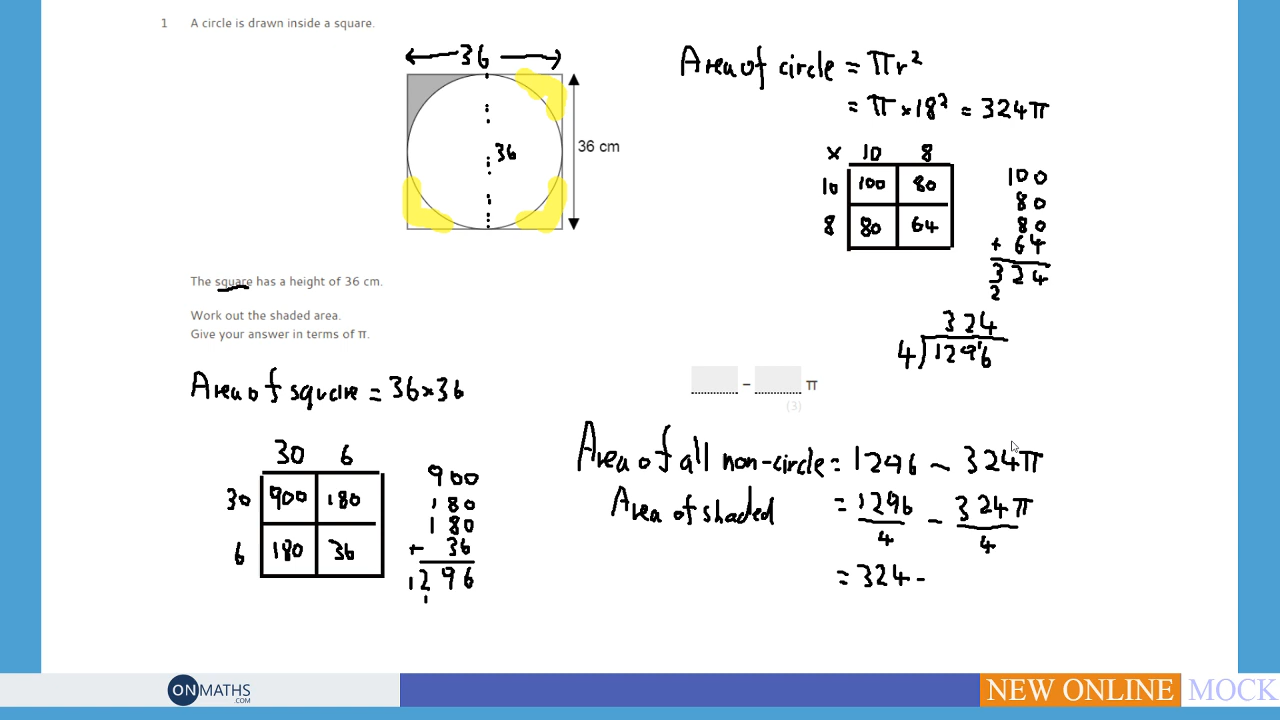 1 A circle is drawn inside a square.
36
36
36 cm
The square has a height of 36 cm.
Work out the shaded area.
Give your answer in terms of π.
Area of circle = πr²
= π × 18² = 324π
× 10 8
10 100 80
8 80 64
100
80
80
+ 64
324
2
324
4)1296
- π
(3)
Area of square = 36×36
30 6
30 900 180
6 180 36
900
180
180
+ 36
1296
1
Area of all non-circle = 1296 - 324π
Area of shaded = 1296/4 - 324π/4
= 324 -
ONMATHS
.COM
NEW ONLINE MOCK